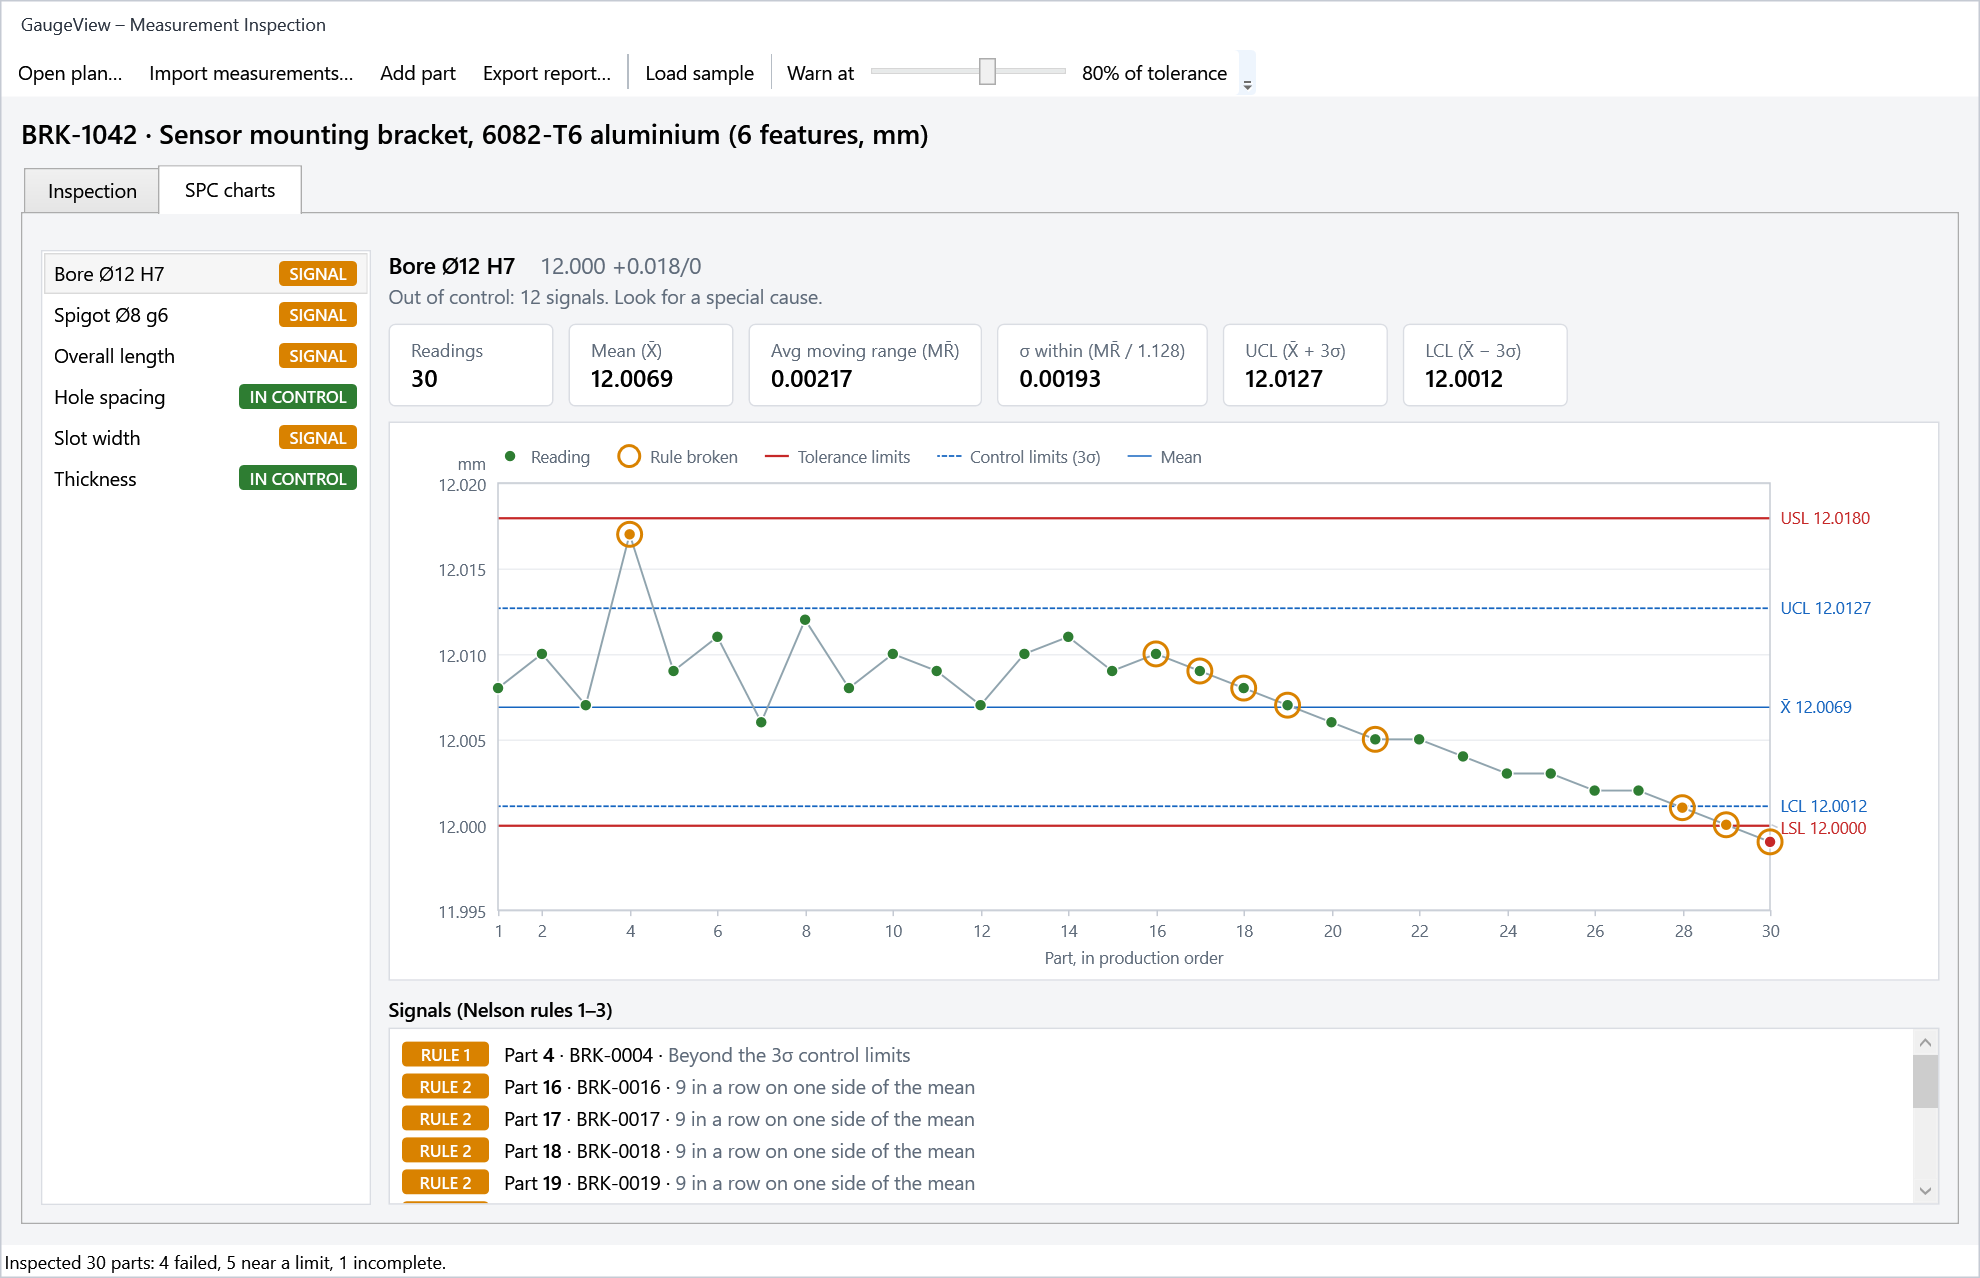 GaugeView – Measurement Inspection
Open plan... Import measurements... Add part Export report... Load sample Warn at 80% of tolerance
BRK-1042 · Sensor mounting bracket, 6082-T6 aluminium (6 features, mm)
Inspection SPC charts
Bore Ø12 H7 SIGNAL
Spigot Ø8 g6 SIGNAL
Overall length SIGNAL
Hole spacing IN CONTROL
Slot width SIGNAL
Thickness IN CONTROL
Bore Ø12 H7 12.000 +0.018/0
Out of control: 12 signals. Look for a special cause.
Readings
30
Mean (X̄)
12.0069
Avg moving range (MR̄)
0.00217
σ within (MR̄ / 1.128)
0.00193
UCL (X̄ + 3σ)
12.0127
LCL (X̄ − 3σ)
12.0012
mm
Reading Rule broken Tolerance limits Control limits (3σ) Mean
12.020
12.015
12.010
12.005
12.000
11.995
USL 12.0180
UCL 12.0127
X̄ 12.0069
LCL 12.0012
LSL 12.0000
1 2 4 6 8 10 12 14 16 18 20 22 24 26 28 30
Part, in production order
Signals (Nelson rules 1–3)
RULE 1 Part 4 · BRK-0004 · Beyond the 3σ control limits
RULE 2 Part 16 · BRK-0016 · 9 in a row on one side of the mean
RULE 2 Part 17 · BRK-0017 · 9 in a row on one side of the mean
RULE 2 Part 18 · BRK-0018 · 9 in a row on one side of the mean
RULE 2 Part 19 · BRK-0019 · 9 in a row on one side of the mean
Inspected 30 parts: 4 failed, 5 near a limit, 1 incomplete.